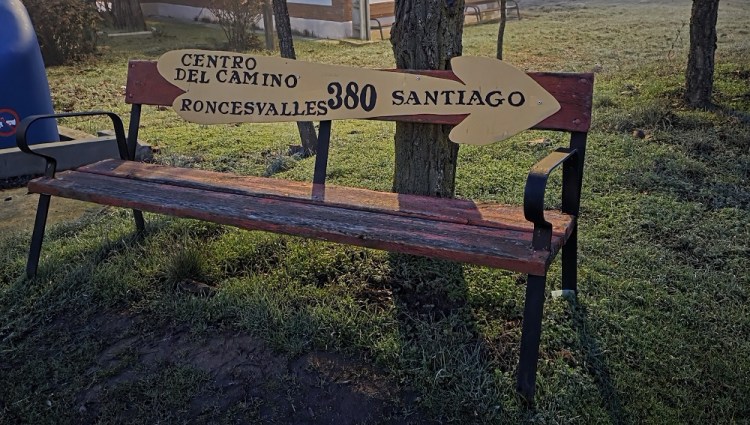 CENTRO
DEL CAMINO
RONCESVALLES 380 SANTIAGO